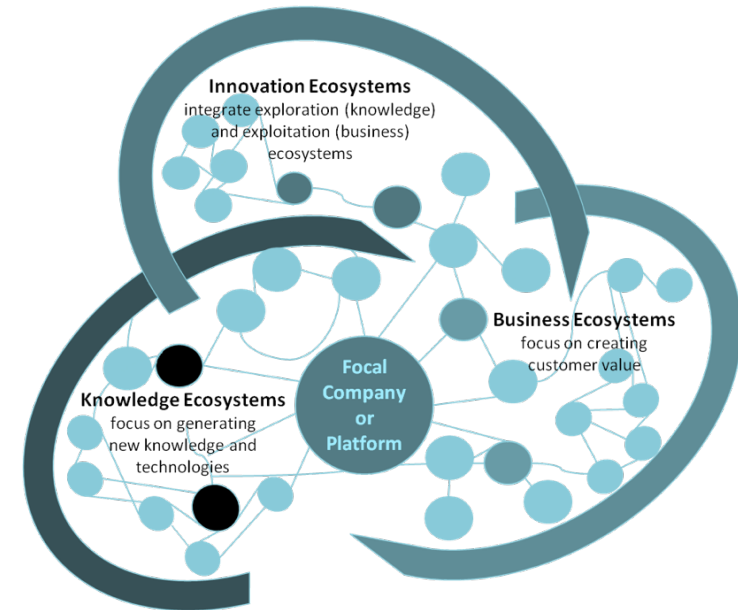 Innovation Ecosystems
integrate exploration (knowledge)
and exploitation (business)
ecosystems
Business Ecosystems
focus on creating
customer value
Focal
Company
or
Platform
Knowledge Ecosystems
focus on generating
new knowledge and
technologies